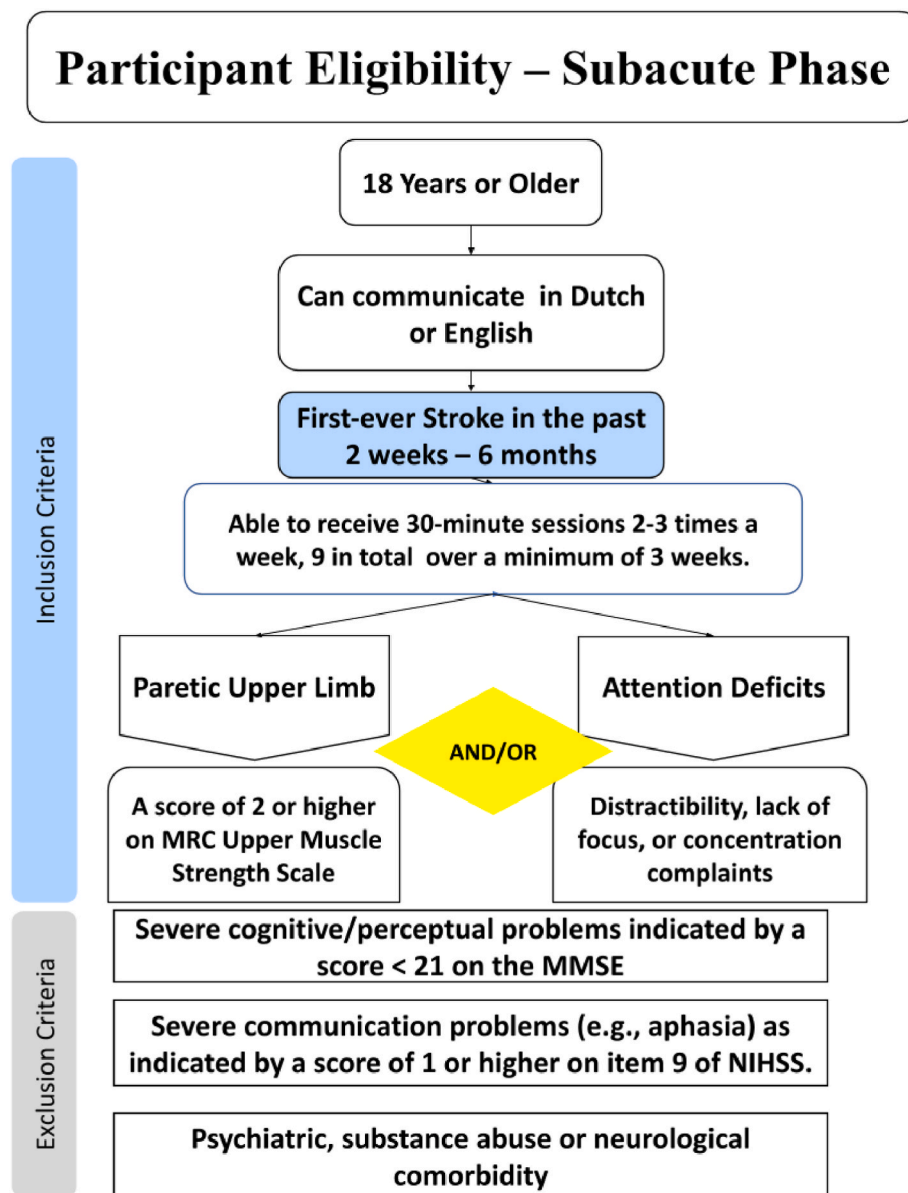 Participant Eligibility – Subacute Phase
Inclusion Criteria
18 Years or Older
Can communicate in Dutch
or English
First-ever Stroke in the past
2 weeks – 6 months
Able to receive 30-minute sessions 2-3 times a
week, 9 in total over a minimum of 3 weeks.
Paretic Upper Limb
Attention Deficits
AND/OR
A score of 2 or higher
on MRC Upper Muscle
Strength Scale
Distractibility, lack of
focus, or concentration
complaints
Exclusion Criteria
Severe cognitive/perceptual problems indicated by a
score < 21 on the MMSE
Severe communication problems (e.g., aphasia) as
indicated by a score of 1 or higher on item 9 of NIHSS.
Psychiatric, substance abuse or neurological
comorbidity